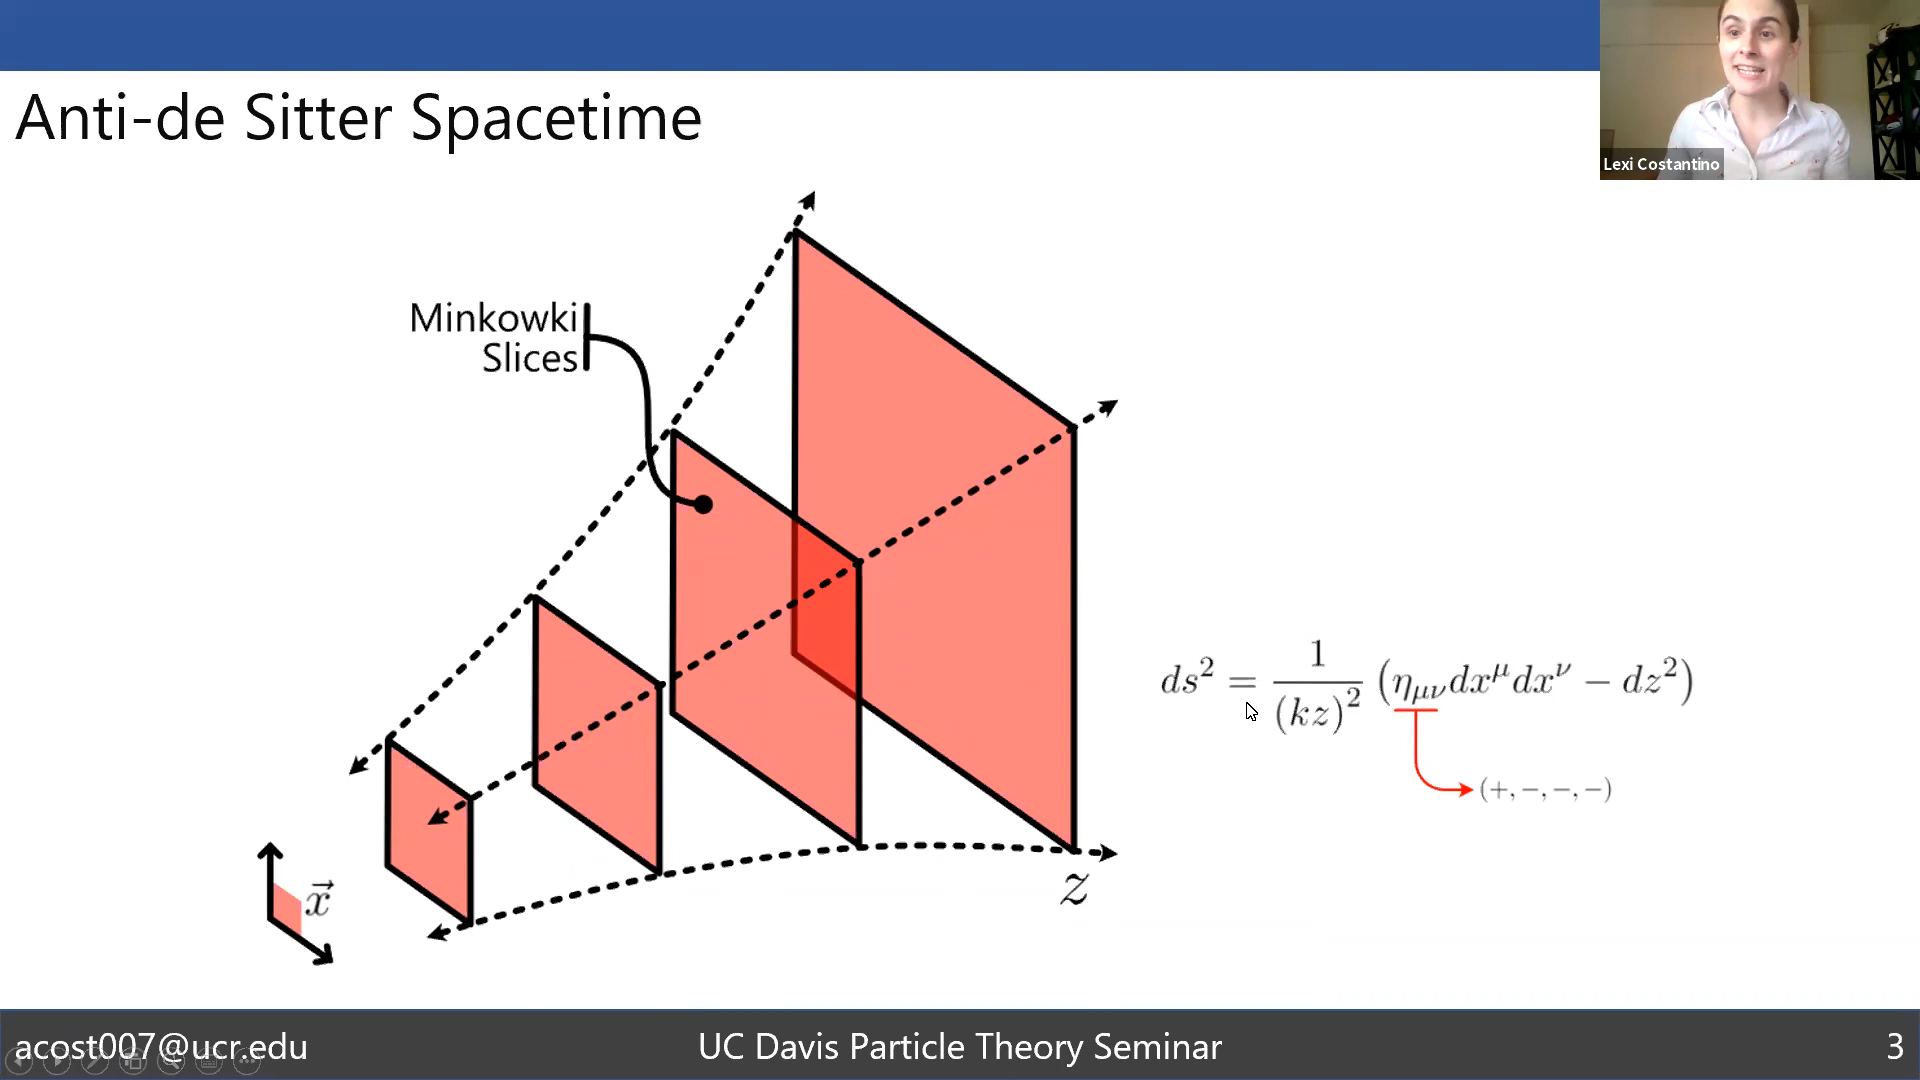 Anti-de Sitter Spacetime
Lexi Costantino
Minkowki
Slices
ds² = 1/(kz)² (η_μν dx^μ dx^ν − dz²)
(+, −, −, −)
x⃗
z
acost007@ucr.edu
UC Davis Particle Theory Seminar
3